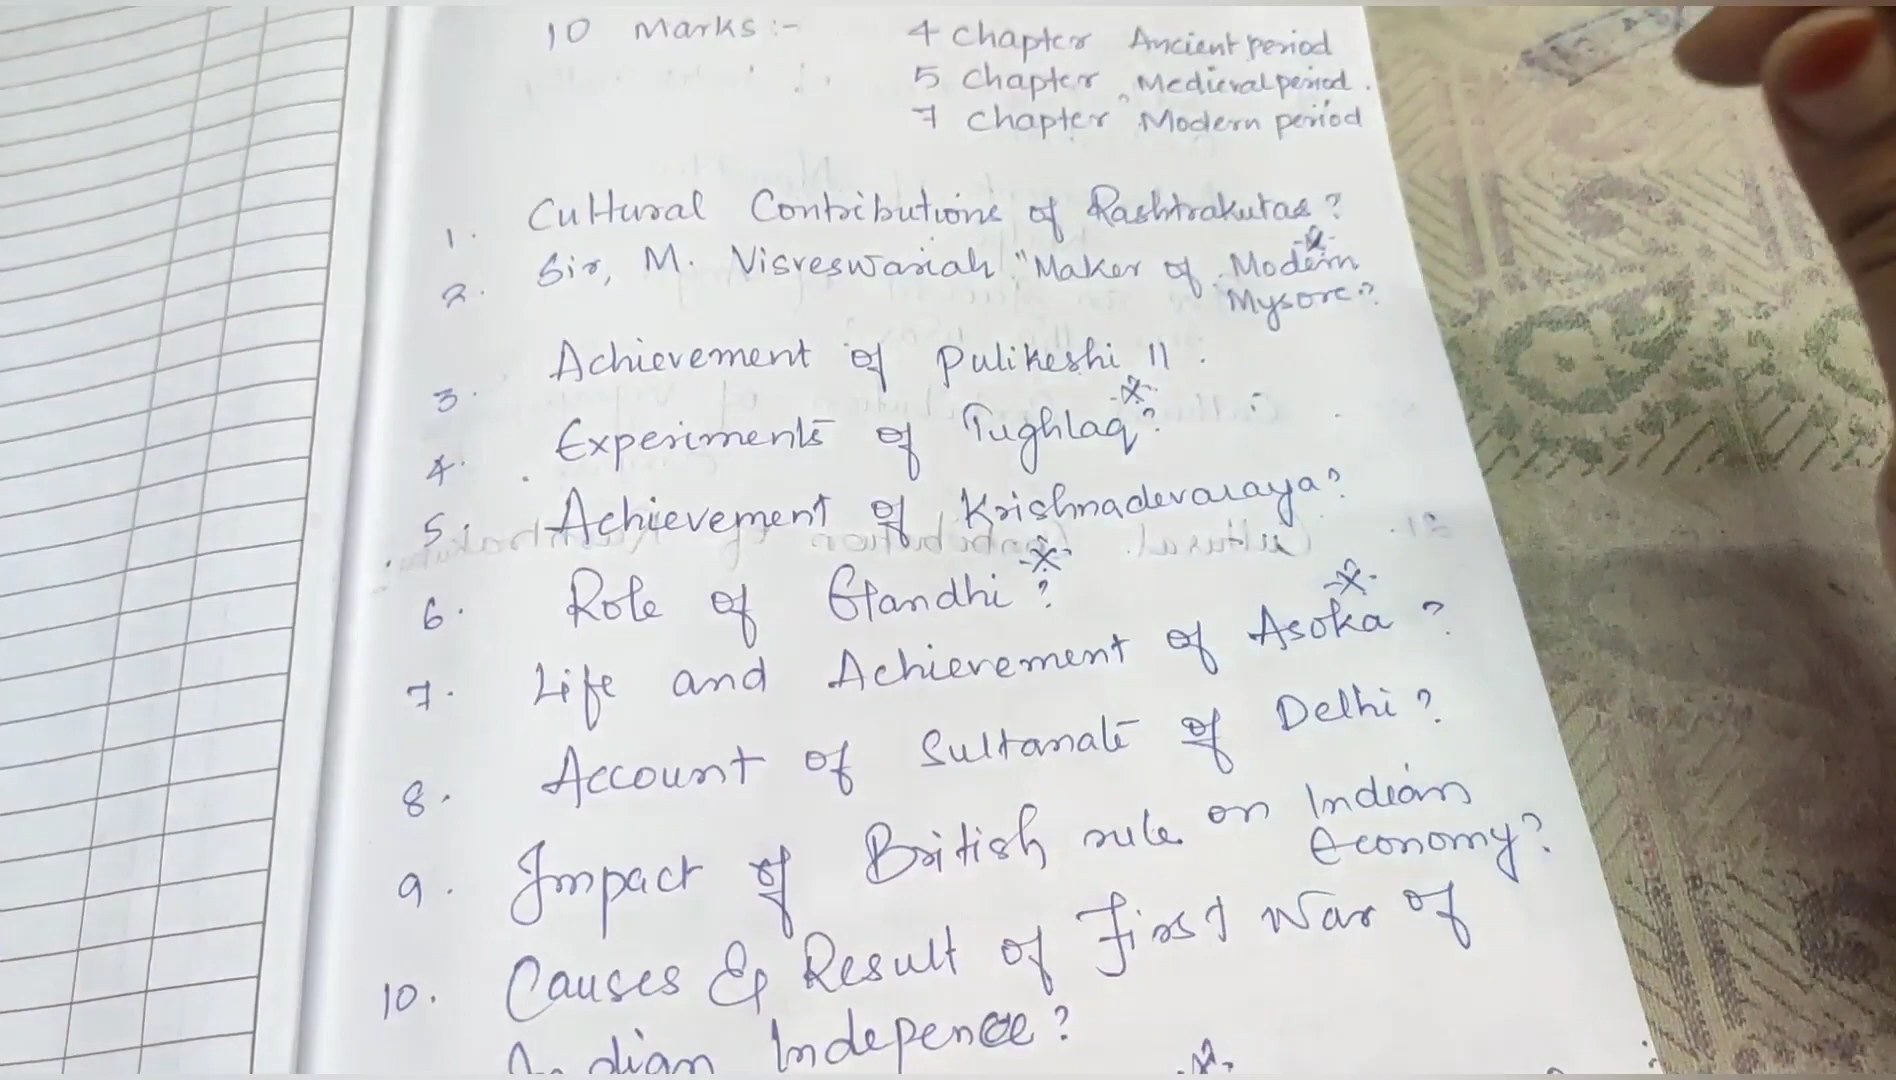 10 Marks :-
4 Chapter Ancient period
5 Chapter Medieval period.
7 Chapter Modern period
1. Cultural Contributions of Rashtrakutas?
2. Sir, M. Visveswariah "Maker of Modern
Mysore?
3. Achievement of Pulikeshi II.
4. Experiments of Tughlaq?
5. Achievement of Krishnadevaraya?
6. Role of Gandhi?
7. Life and Achievement of Asoka?
8. Account of Sultanate of Delhi?
9. Impact of British rule on Indian
Economy?
10. Causes & Result of First War of
Indian Indepence?